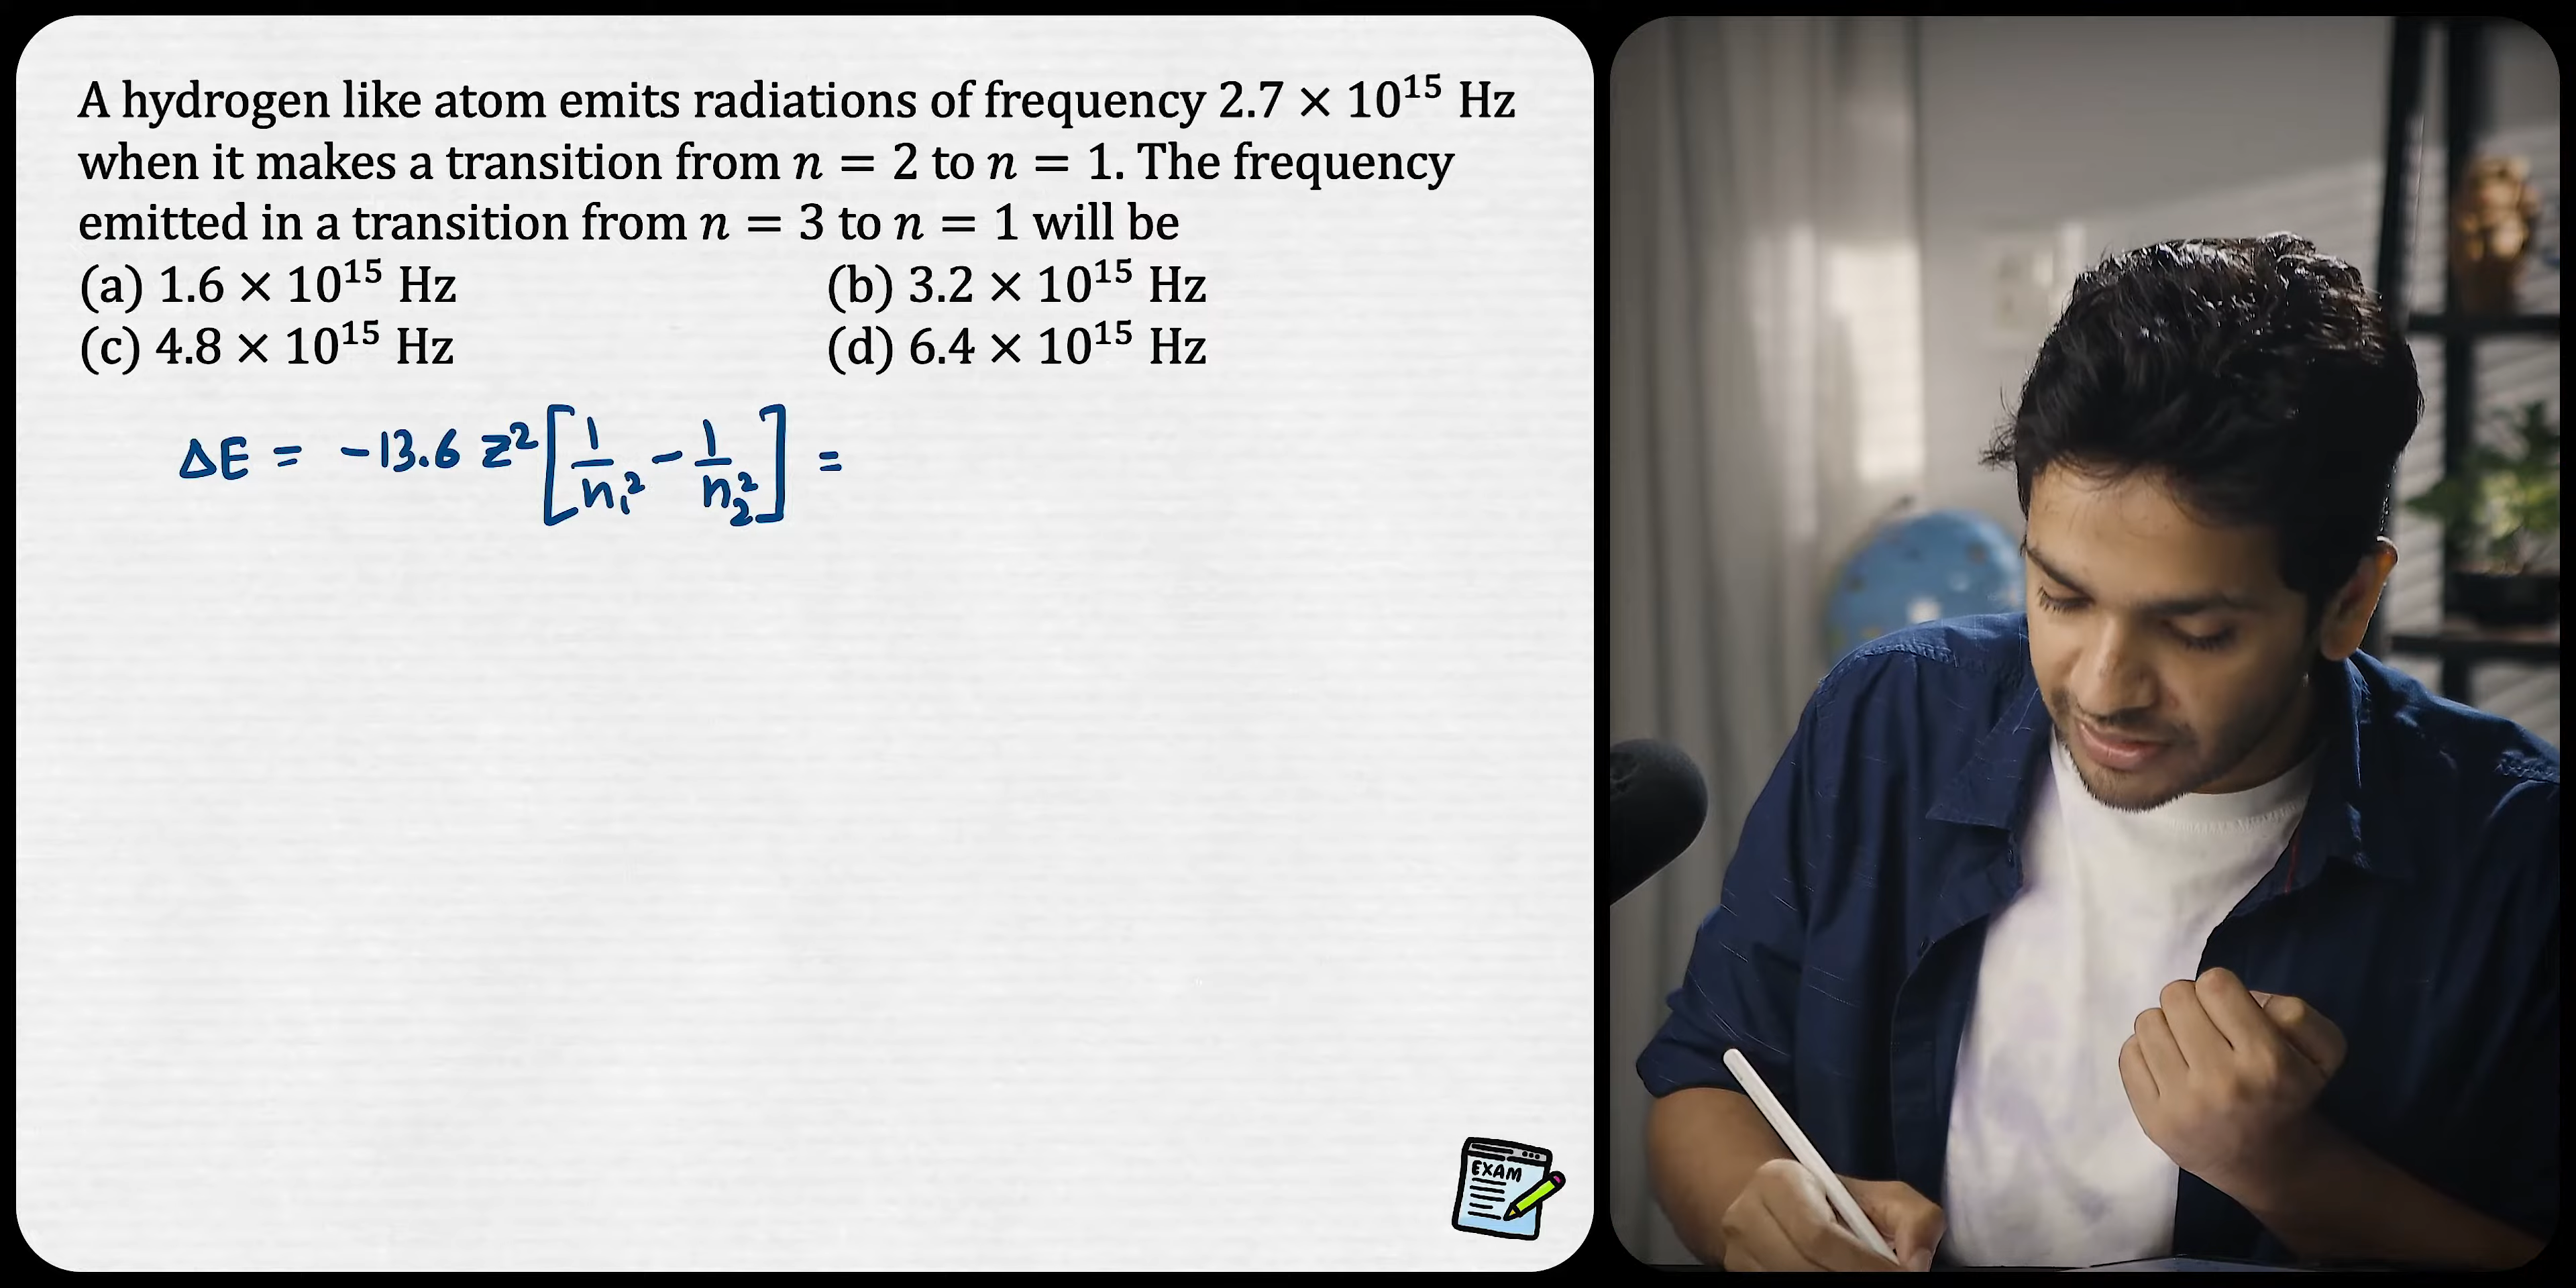 A hydrogen like atom emits radiations of frequency 2.7 × 10¹⁵ Hz
when it makes a transition from n = 2 to n = 1. The frequency
emitted in a transition from n = 3 to n = 1 will be
(a) 1.6 × 10¹⁵ Hz (b) 3.2 × 10¹⁵ Hz
(c) 4.8 × 10¹⁵ Hz (d) 6.4 × 10¹⁵ Hz
ΔE = -13.6 z² [1/n₁² - 1/n₂²] =
EXAM